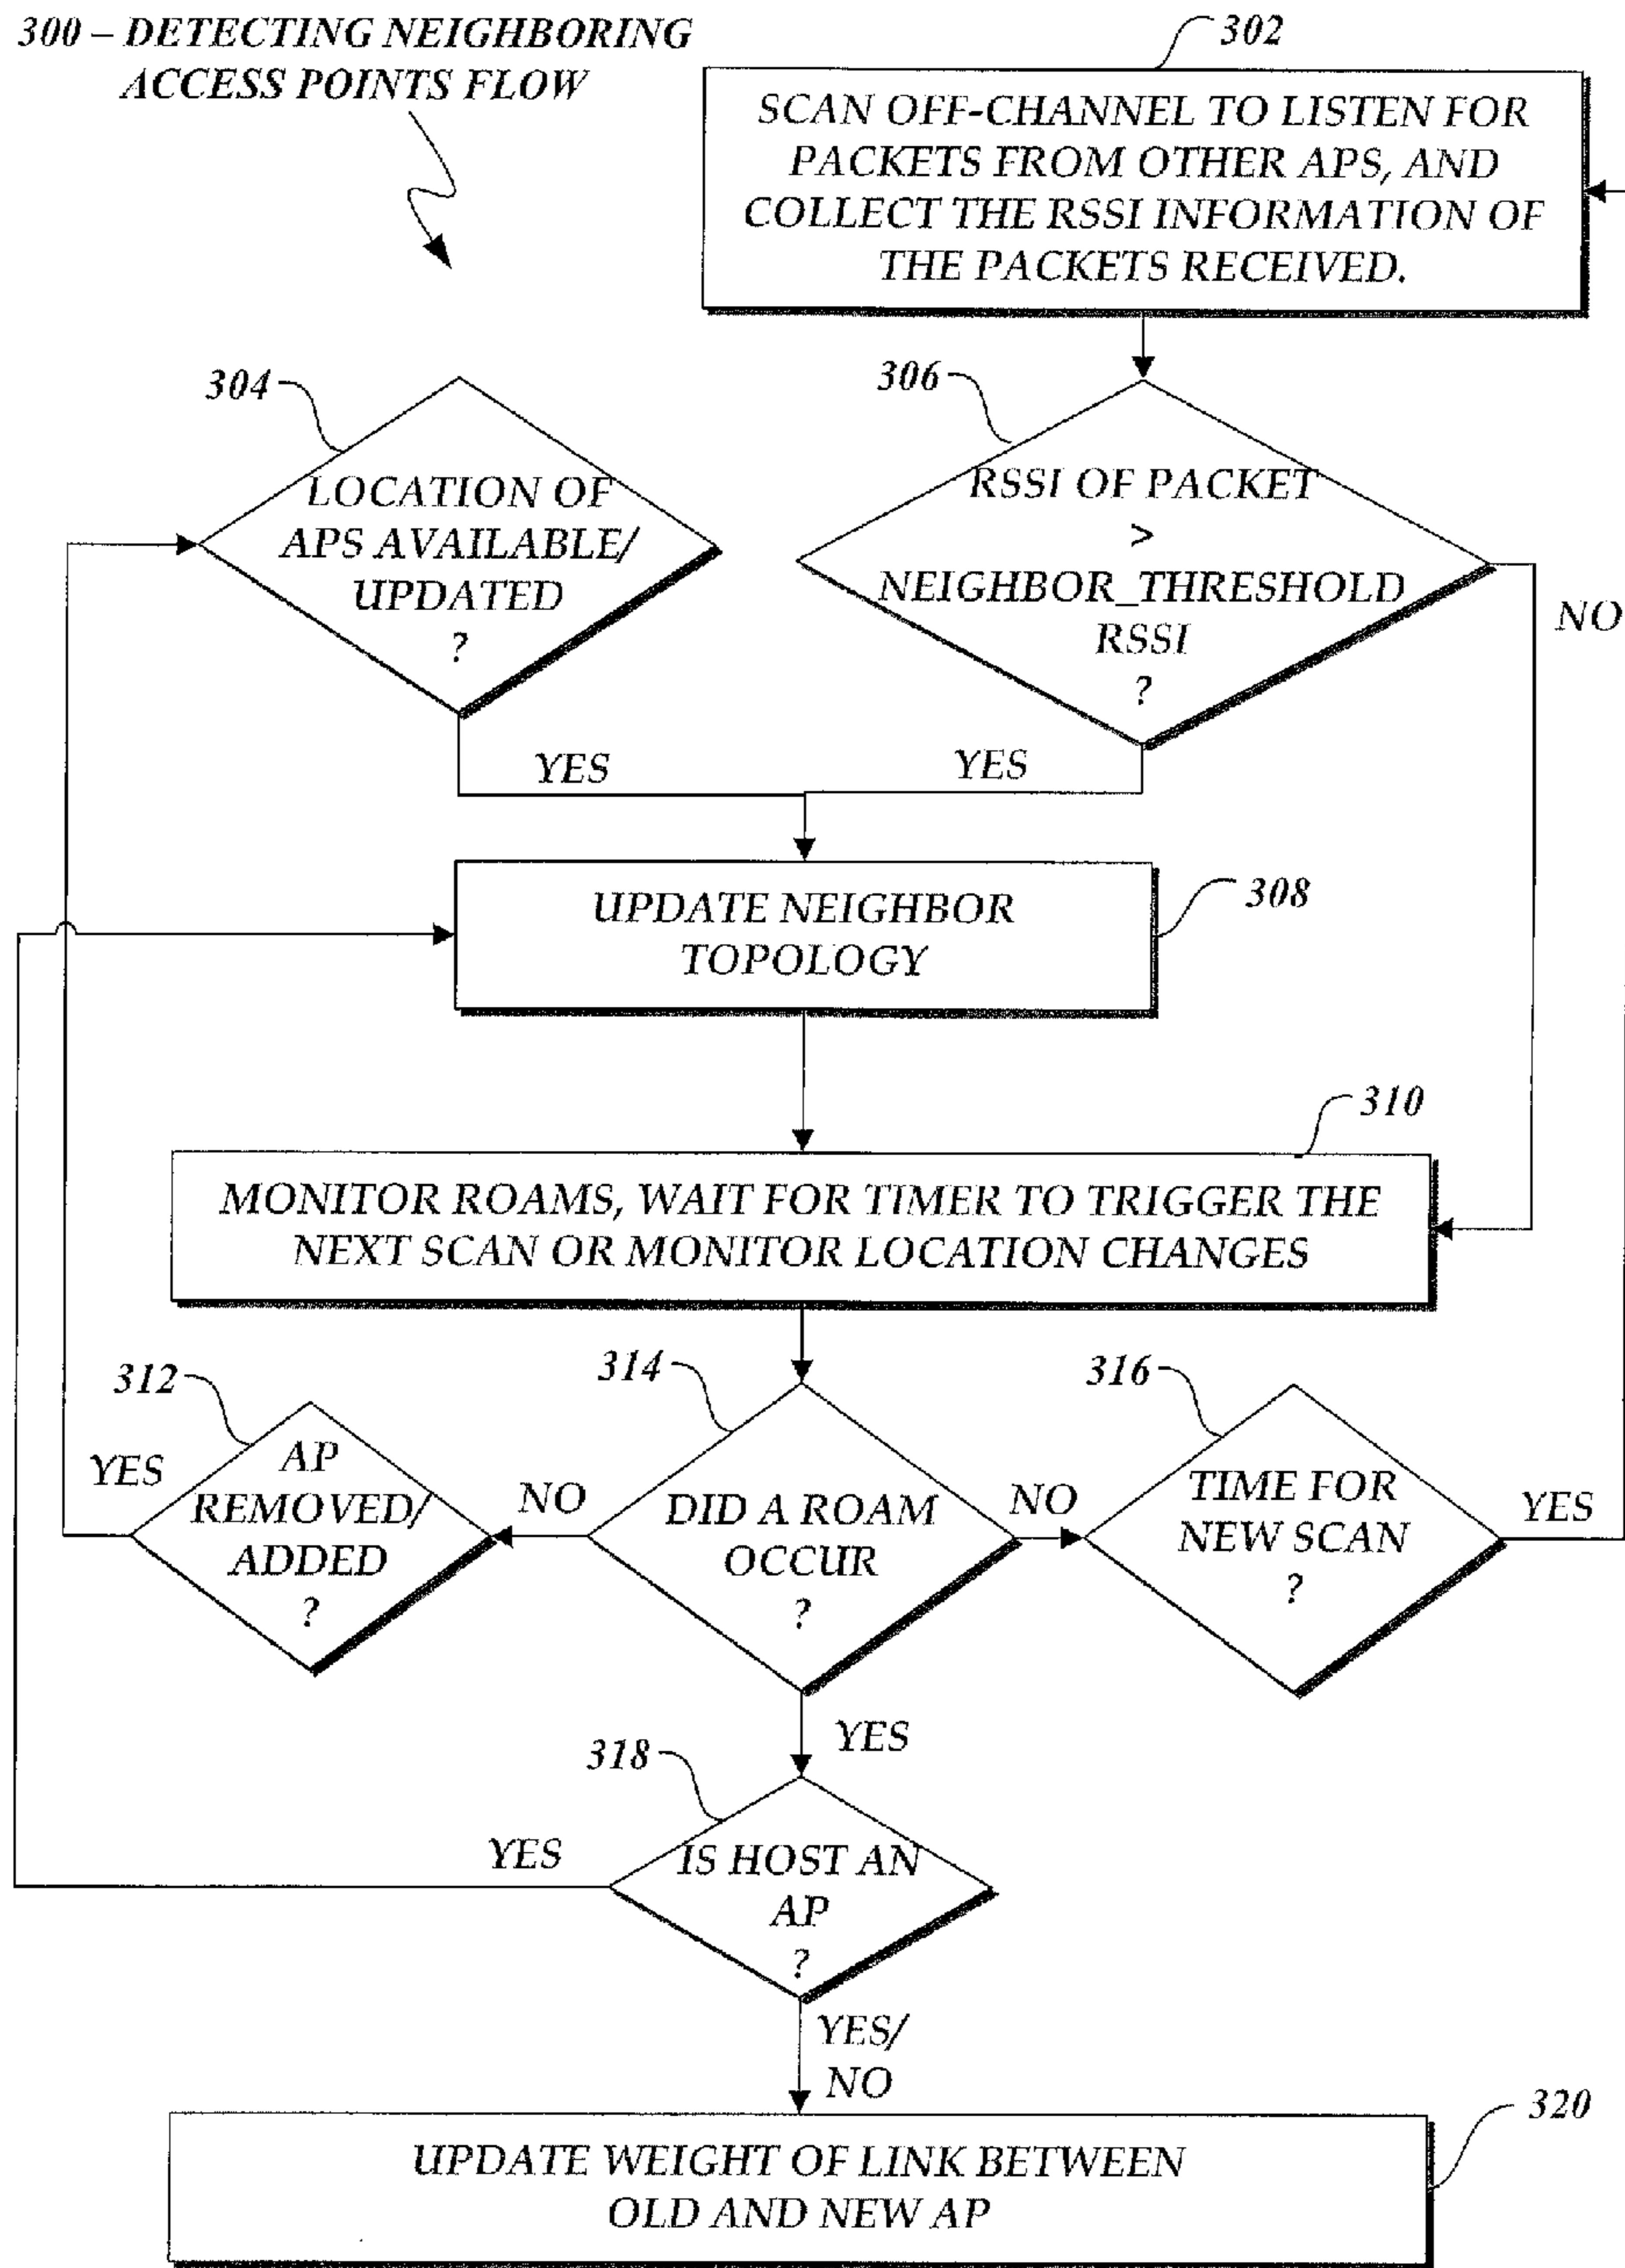 300 – DETECTING NEIGHBORING
ACCESS POINTS FLOW
302
SCAN OFF-CHANNEL TO LISTEN FOR
PACKETS FROM OTHER APS, AND
COLLECT THE RSSI INFORMATION OF
THE PACKETS RECEIVED.
304
LOCATION OF
APS AVAILABLE/
UPDATED
?
306
RSSI OF PACKET
>
NEIGHBOR_THRESHOLD
RSSI
?
NO
YES
YES
UPDATE NEIGHBOR
TOPOLOGY
308
310
MONITOR ROAMS, WAIT FOR TIMER TO TRIGGER THE
NEXT SCAN OR MONITOR LOCATION CHANGES
312
AP
REMOVED/
ADDED
?
YES
NO
314
DID A ROAM
OCCUR
?
NO
316
TIME FOR
NEW SCAN
?
YES
YES
318
IS HOST AN
AP
?
YES
YES/
NO
320
UPDATE WEIGHT OF LINK BETWEEN
OLD AND NEW AP